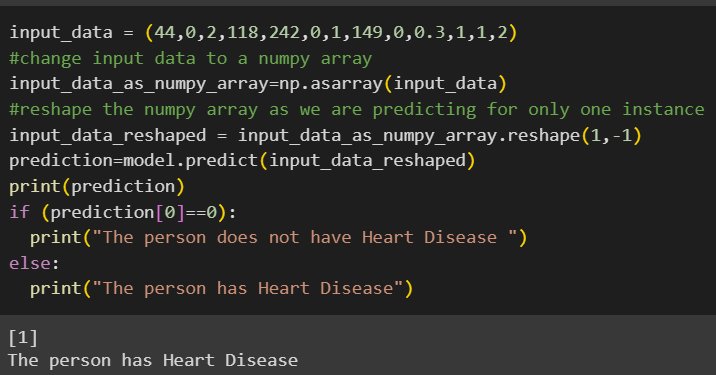 input_data = (44,0,2,118,242,0,1,149,0,0.3,1,1,2)
#change input data to a numpy array
input_data_as_numpy_array=np.asarray(input_data)
#reshape the numpy array as we are predicting for only one instance
input_data_reshaped = input_data_as_numpy_array.reshape(1,-1)
prediction=model.predict(input_data_reshaped)
print(prediction)
if (prediction[0]==0):
  print("The person does not have Heart Disease ")
else:
  print("The person has Heart Disease")
[1]
The person has Heart Disease